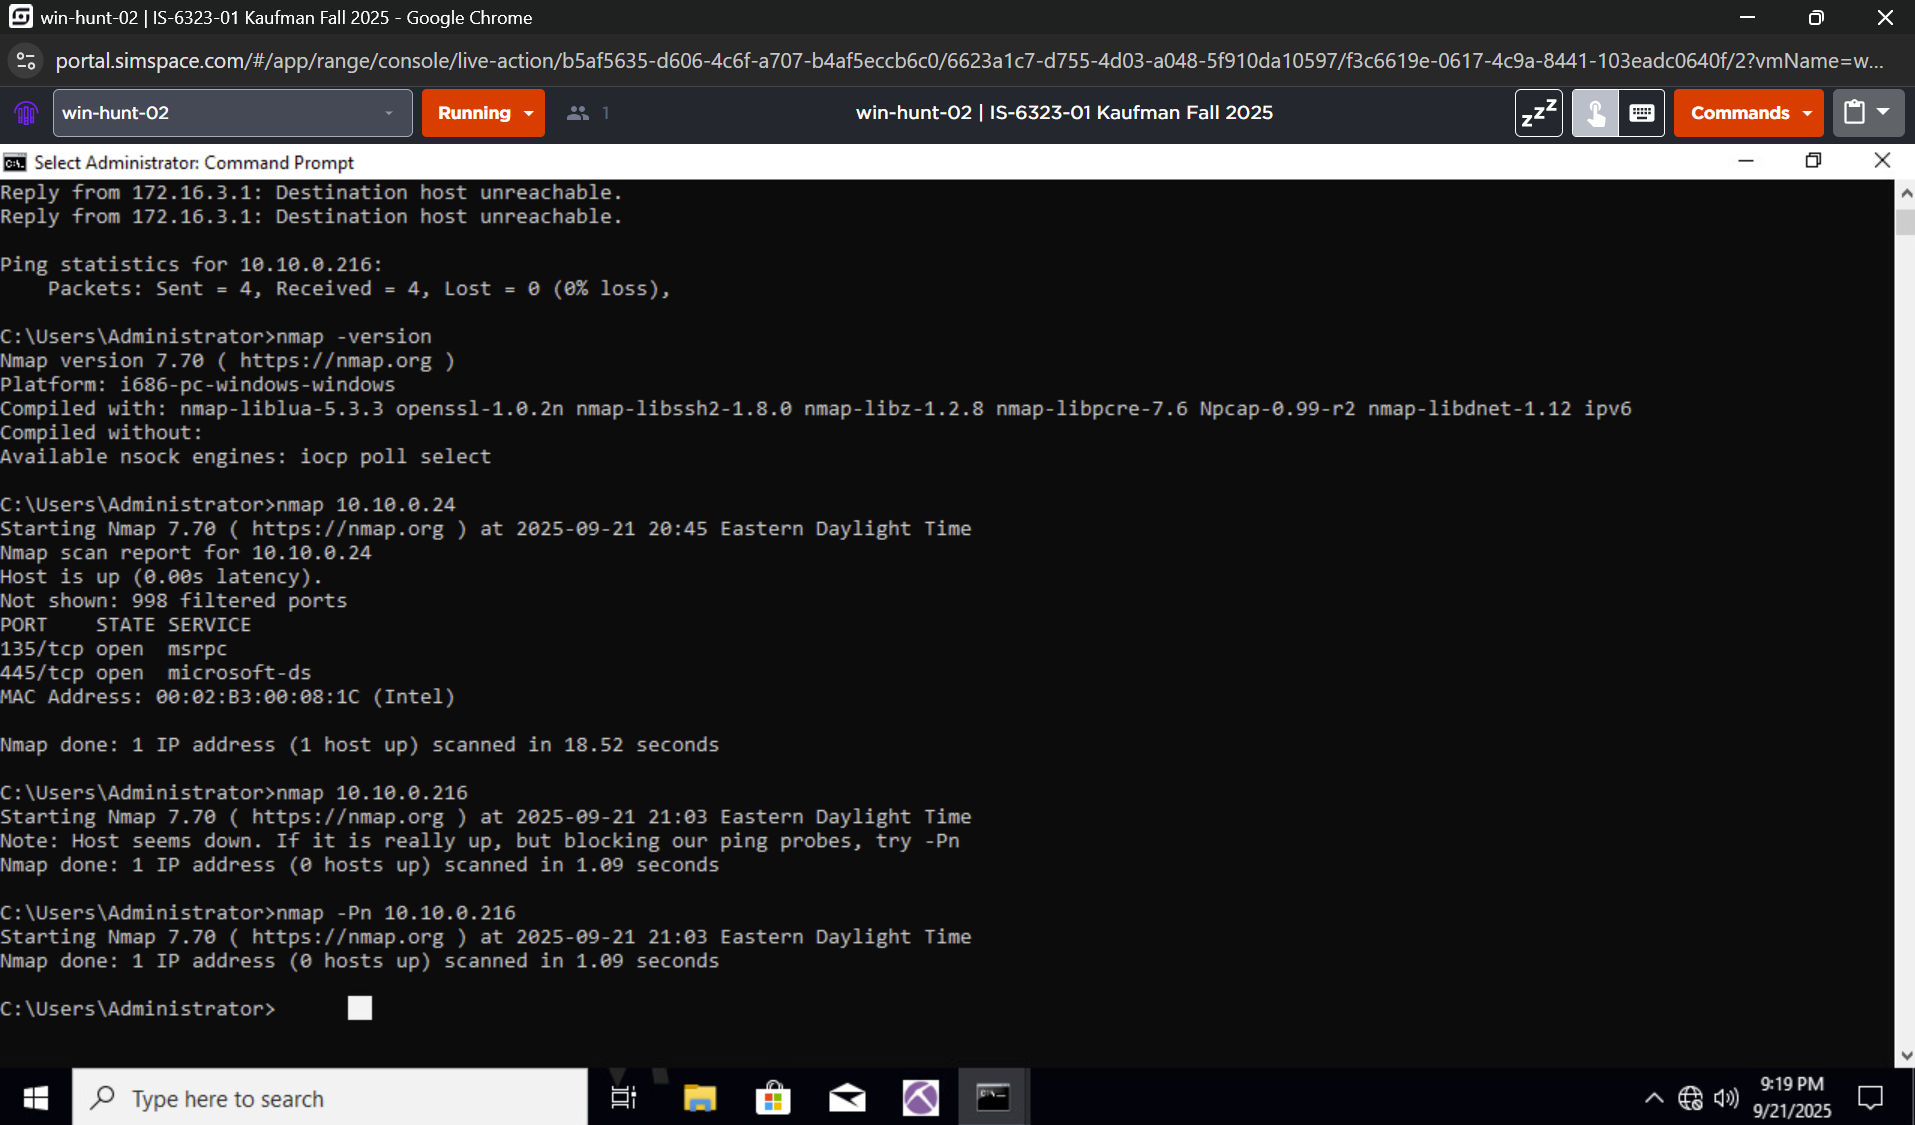 win-hunt-02 | IS-6323-01 Kaufman Fall 2025 - Google Chrome
portal.simspace.com/#/app/range/console/live-action/b5af5635-d606-4c6f-a707-b4af5eccb6c0/6623a1c7-d755-4d03-a048-5f910da10597/f3c6619e-0617-4c9a-8441-103eadc0640f/2?vmName=w...
win-hunt-02 Running 1 win-hunt-02 | IS-6323-01 Kaufman Fall 2025 zzz Commands
Select Administrator: Command Prompt
Reply from 172.16.3.1: Destination host unreachable.
Reply from 172.16.3.1: Destination host unreachable.
Ping statistics for 10.10.0.216:
    Packets: Sent = 4, Received = 4, Lost = 0 (0% loss),
C:\Users\Administrator>nmap -version
Nmap version 7.70 ( https://nmap.org )
Platform: i686-pc-windows-windows
Compiled with: nmap-liblua-5.3.3 openssl-1.0.2n nmap-libssh2-1.8.0 nmap-libz-1.2.8 nmap-libpcre-7.6 Npcap-0.99-r2 nmap-libdnet-1.12 ipv6
Compiled without:
Available nsock engines: iocp poll select
C:\Users\Administrator>nmap 10.10.0.24
Starting Nmap 7.70 ( https://nmap.org ) at 2025-09-21 20:45 Eastern Daylight Time
Nmap scan report for 10.10.0.24
Host is up (0.00s latency).
Not shown: 998 filtered ports
PORT    STATE SERVICE
135/tcp open  msrpc
445/tcp open  microsoft-ds
MAC Address: 00:02:B3:00:08:1C (Intel)
Nmap done: 1 IP address (1 host up) scanned in 18.52 seconds
C:\Users\Administrator>nmap 10.10.0.216
Starting Nmap 7.70 ( https://nmap.org ) at 2025-09-21 21:03 Eastern Daylight Time
Note: Host seems down. If it is really up, but blocking our ping probes, try -Pn
Nmap done: 1 IP address (0 hosts up) scanned in 1.09 seconds
C:\Users\Administrator>nmap -Pn 10.10.0.216
Starting Nmap 7.70 ( https://nmap.org ) at 2025-09-21 21:03 Eastern Daylight Time
Nmap done: 1 IP address (0 hosts up) scanned in 1.09 seconds
C:\Users\Administrator>
Type here to search
9:19 PM
9/21/2025